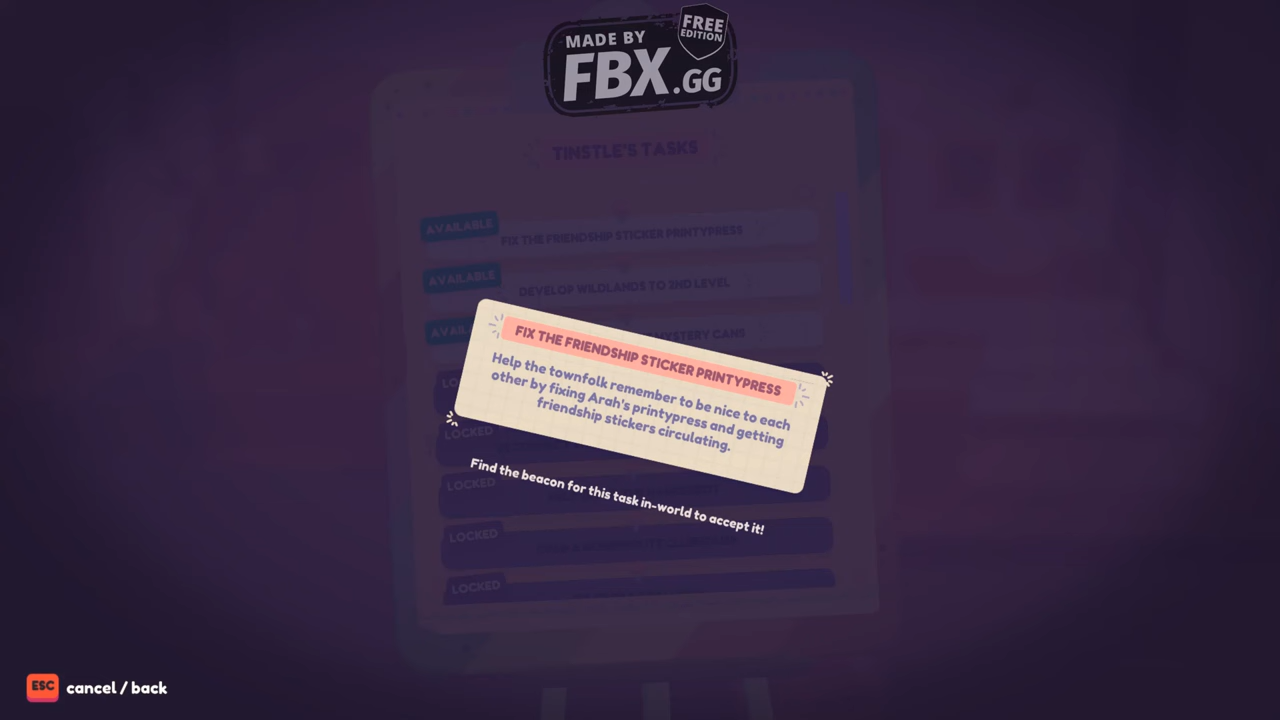 MADE BY
FREE
EDITION
FBX.GG
TINSTLE'S TASKS
AVAILABLE
FIX THE FRIENDSHIP STICKER PRINTYPRESS
AVAILABLE
DEVELOP WILDLANDS TO 2ND LEVEL
MYSTERY CANS
FIX THE FRIENDSHIP STICKER PRINTYPRESS
Help the townfolk remember to be nice to each
other by fixing Arah's printypress and getting
friendship stickers circulating.
Find the beacon for this task in-world to accept it!
LOCKED
LOCKED
LOCKED
LOCKED
ESC cancel / back